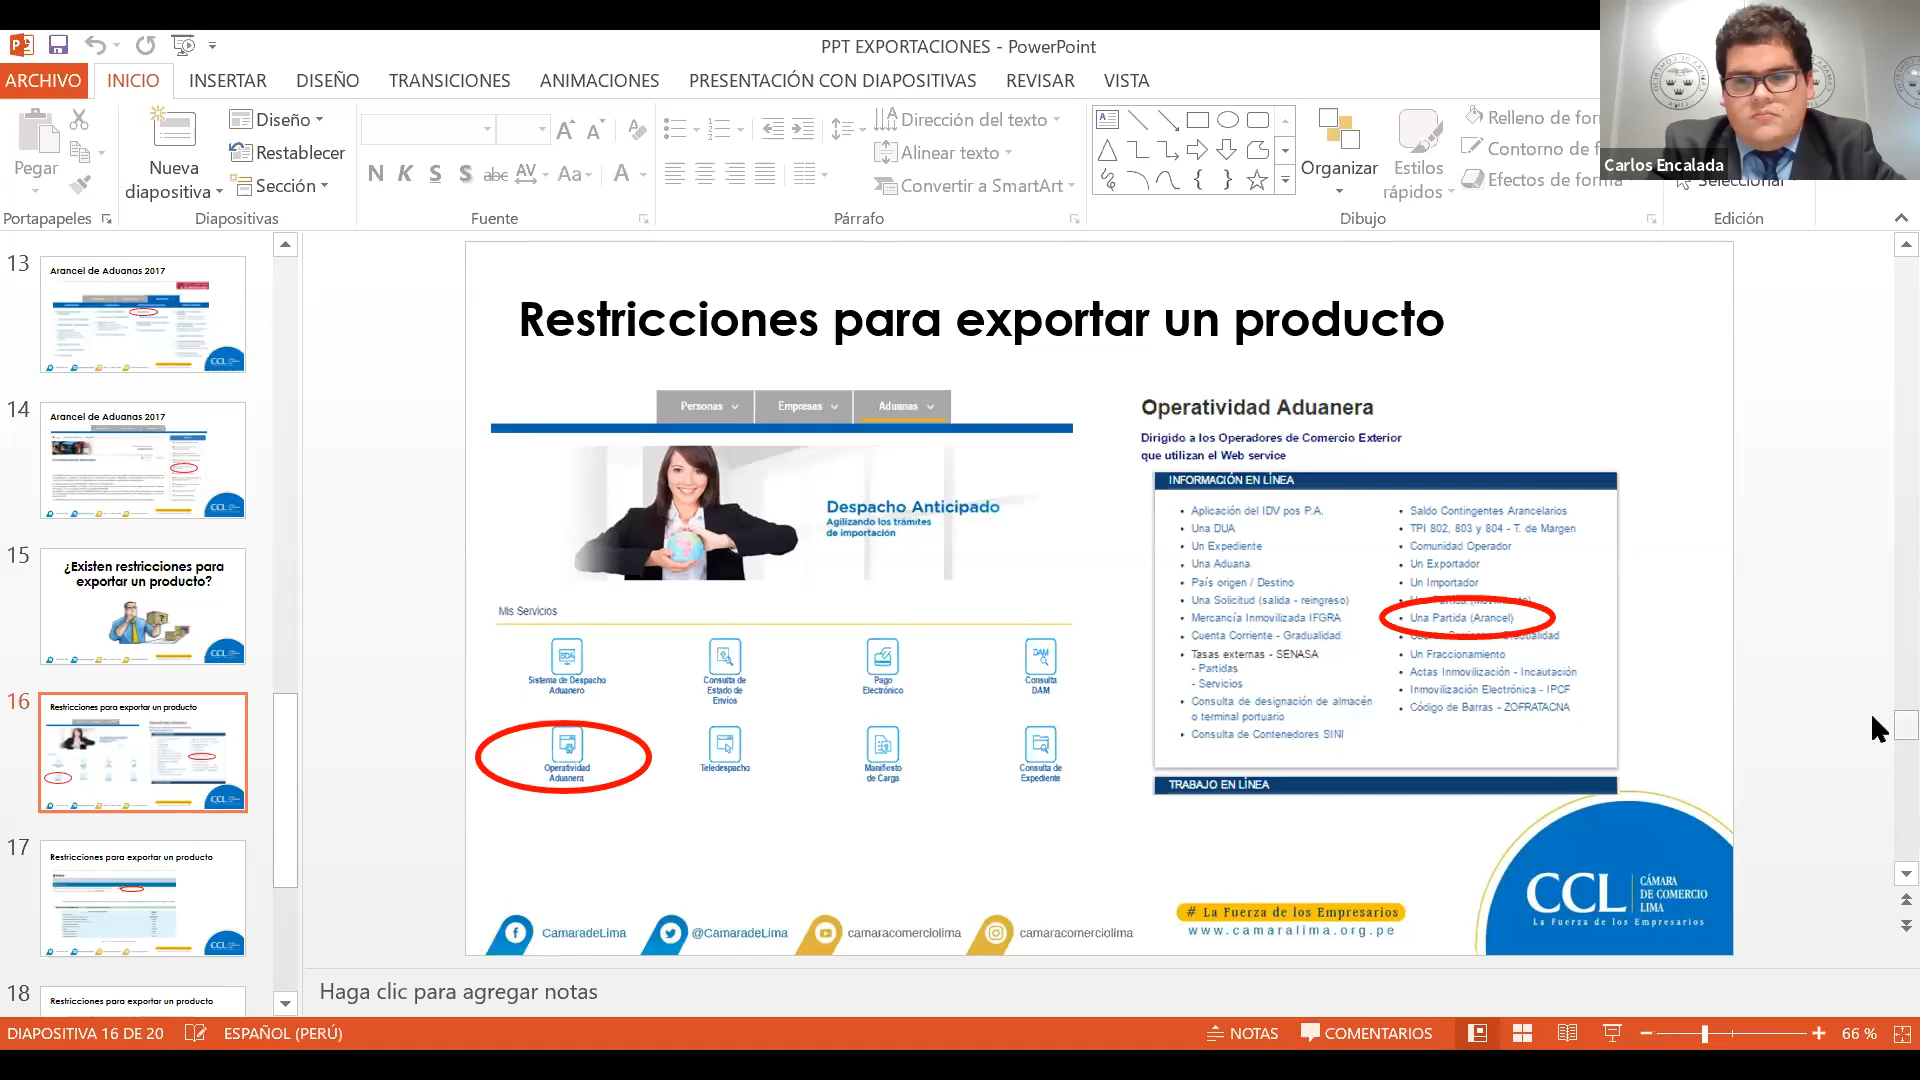 PPT EXPORTACIONES - PowerPoint
ARCHIVO INICIO INSERTAR DISEÑO TRANSICIONES ANIMACIONES PRESENTACIÓN CON DIAPOSITIVAS REVISAR VISTA
Pegar
Nueva
diapositiva
Diseño
Restablecer
Sección
N K S S abc AV Aa A
Dirección del texto
Alinear texto
Convertir a SmartArt
Organizar
Estilos
rápidos
Relleno de for
Contorno de f
Efectos de forma
Seleccionar
Carlos Encalada
Portapapeles Diapositivas Fuente Párrafo Dibujo Edición
13
Arancel de Aduanas 2017
CCL
14
Arancel de Aduanas 2017
CCL
15
¿Existen restricciones para
exportar un producto?
CCL
16
Restricciones para exportar un producto
CCL
17
Restricciones para exportar un producto
CCL
18
Restricciones para exportar un producto
Restricciones para exportar un producto
Personas Empresas Aduanas
Despacho Anticipado
Agilizando los trámites
de importación
Mis Servicios
SDA
Sistema de Despacho
Aduanero
Consulta de
Estado de
Envíos
Pago
Electrónico
DAM
Consulta
DAM
Operatividad
Aduanera
Teledespacho
Manifiesto
de Carga
Consulta de
Expediente
Operatividad Aduanera
Dirigido a los Operadores de Comercio Exterior
que utilizan el Web service
INFORMACIÓN EN LÍNEA
Aplicación del IDV pos P.A.
Una DUA
Un Expediente
Una Aduana
País origen / Destino
Una Solicitud (salida - reingreso)
Mercancía Inmovilizada IFGRA
Cuenta Corriente - Gradualidad
Tasas externas - SENASA
- Partidas
- Servicios
Consulta de designación de almacén
o terminal portuario
Consulta de Contenedores SINI
Saldo Contingentes Arancelarios
TPI 802, 803 y 804 - T. de Margen
Comunidad Operador
Un Exportador
Un Importador
Una Partida (Arancel)
Un Fraccionamiento
Actas Inmovilización - Incautación
Inmovilización Electrónica - IPCF
Código de Barras - ZOFRATACNA
TRABAJO EN LÍNEA
CamaradeLima
@CamaradeLima
camaracomerciolima
camaracomerciolima
# La Fuerza de los Empresarios
www.camaralima.org.pe
CCL
CÁMARA
DE COMERCIO
LIMA
La Fuerza de los Empresarios
Haga clic para agregar notas
DIAPOSITIVA 16 DE 20 ESPAÑOL (PERÚ) NOTAS COMENTARIOS 66 %